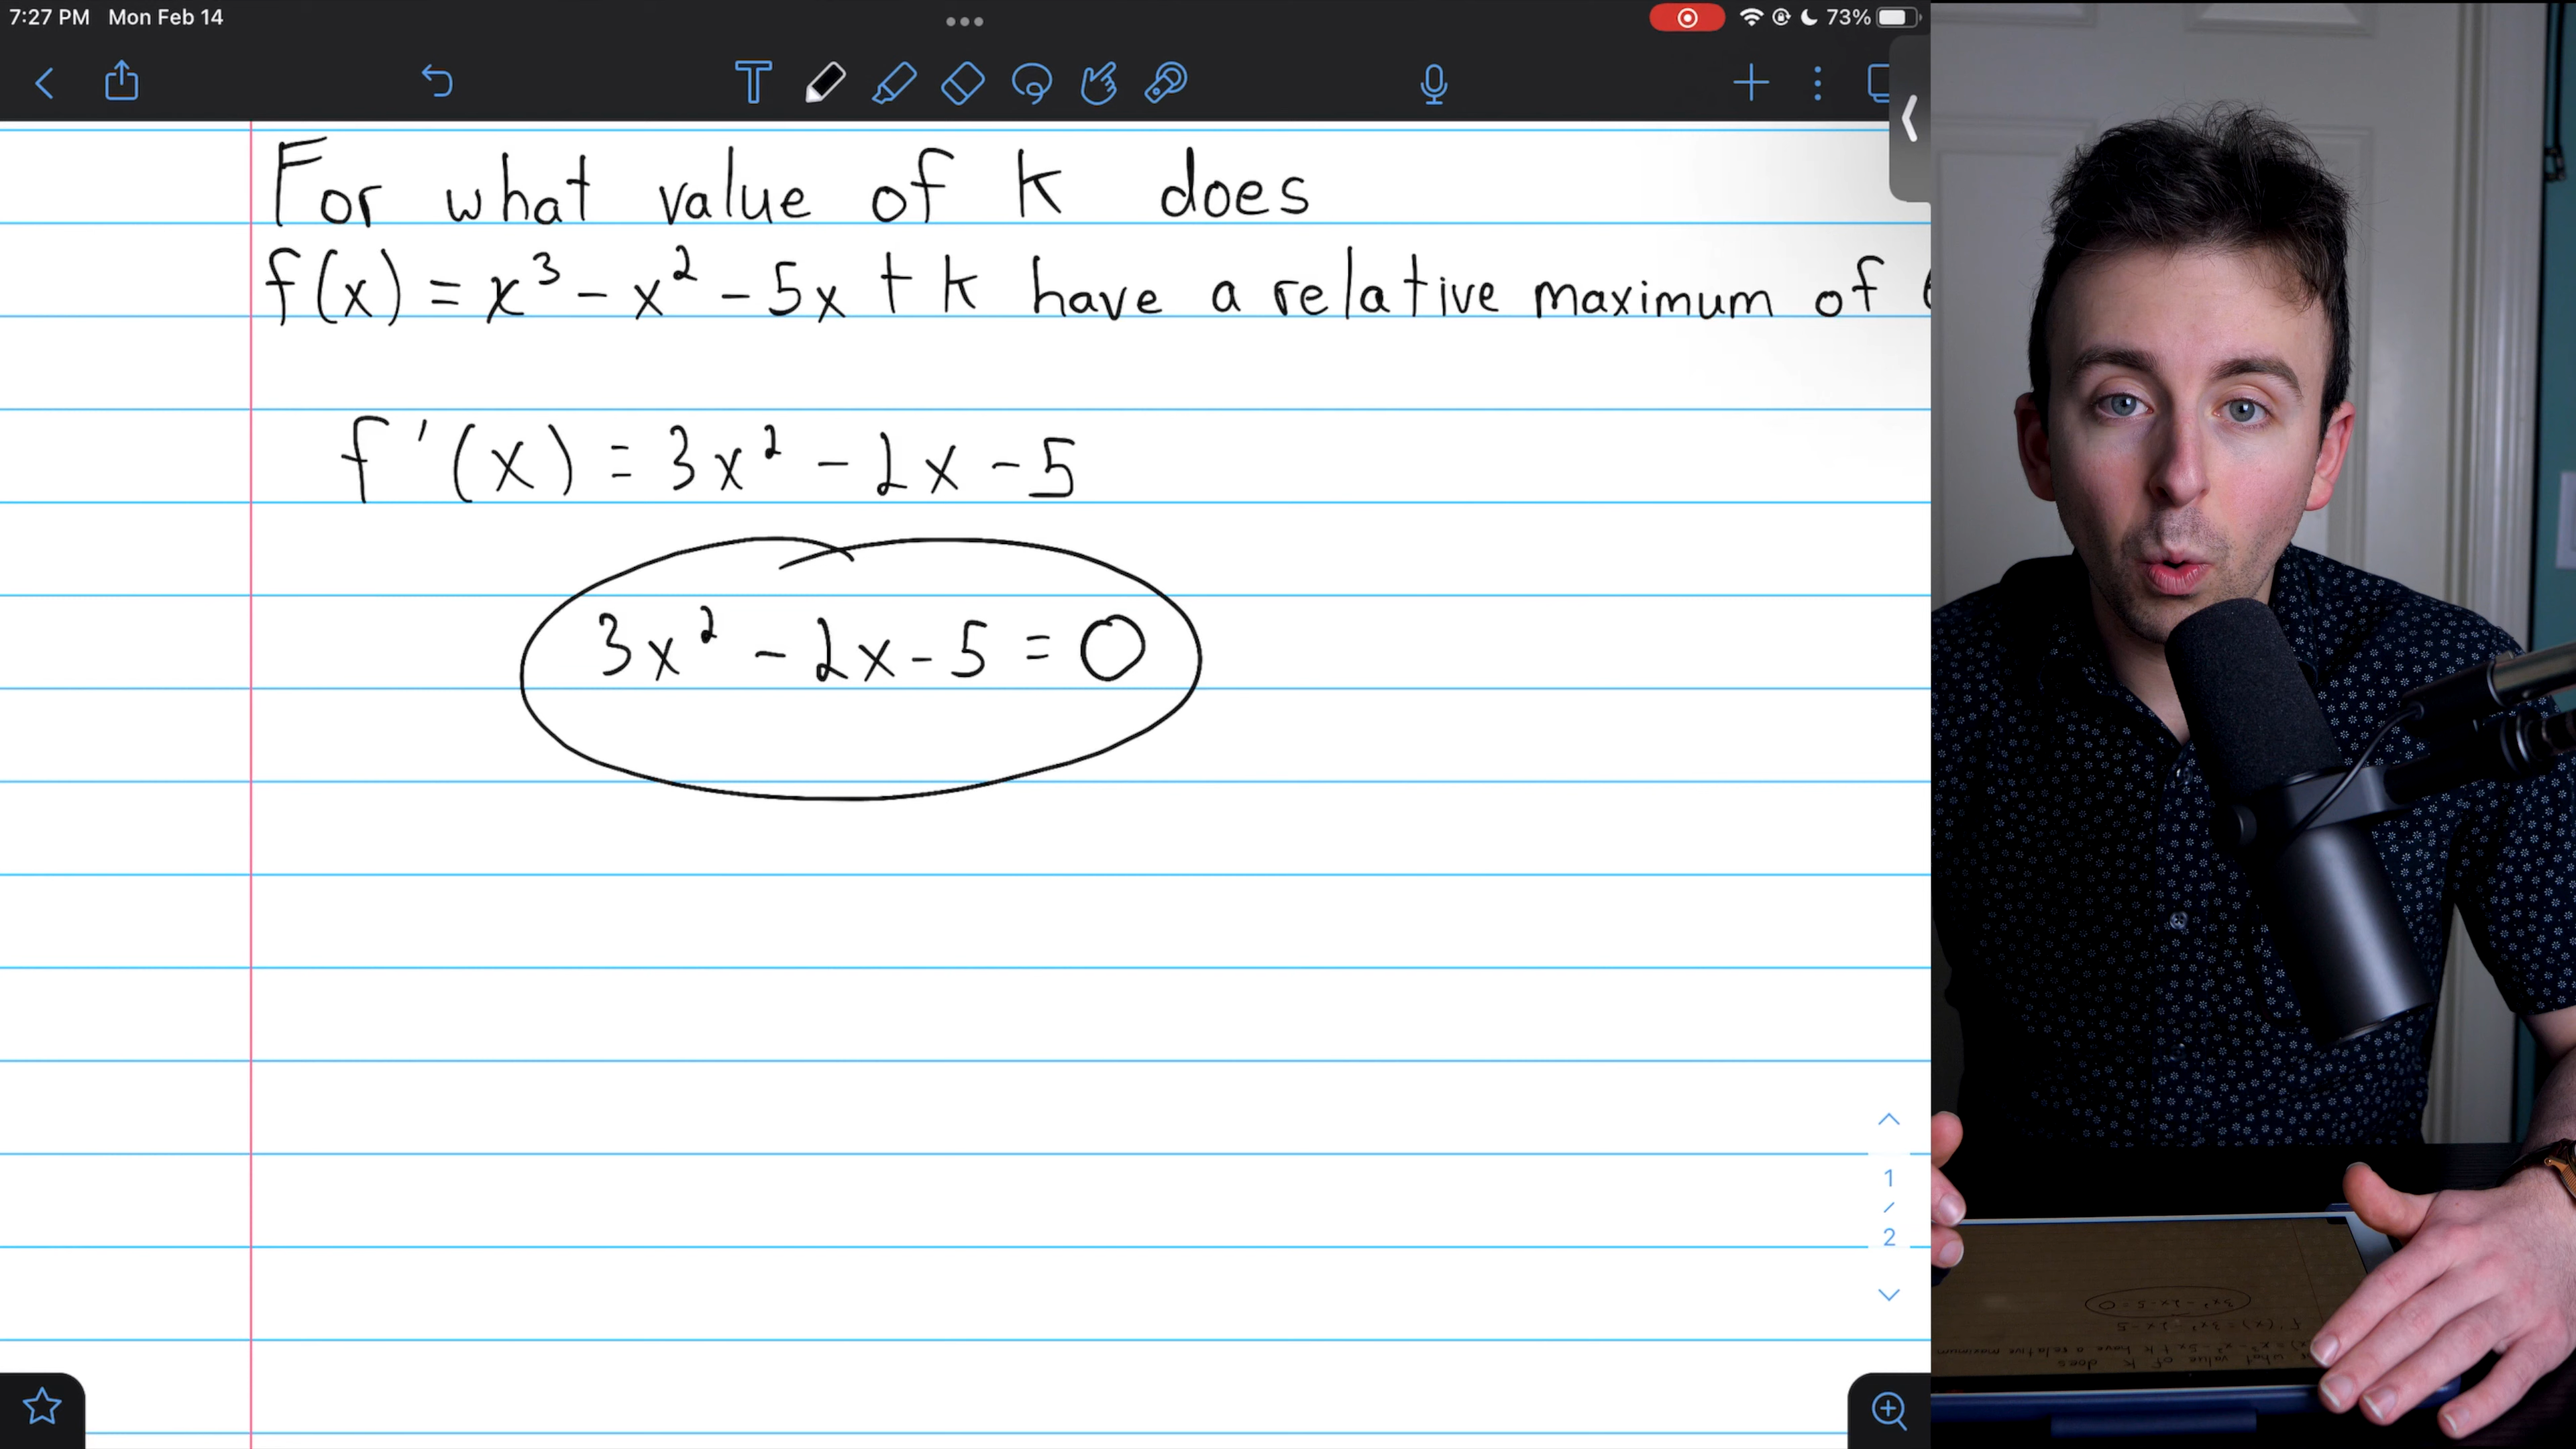 7:27 PM Mon Feb 14
73%
For what value of k does
f(x) = x³ - x² - 5x + k have a relative maximum of
f'(x) = 3x² - 2x - 5
3x² - 2x - 5 = 0
1
/
2